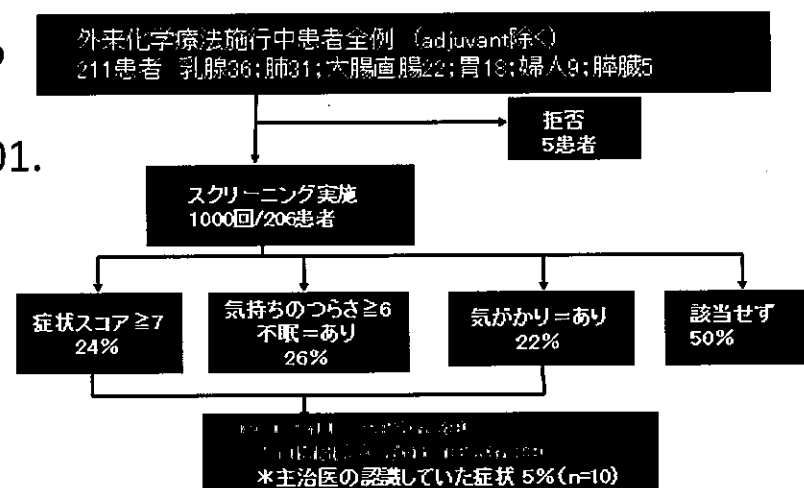 外来化学療法施行中患者全例 (adjuvant除く)
211患者 乳腺36;肺31;大腸直腸22;胃18;婦人9;膵臓5
拒否
5患者
01.
スクリーニング実施
1000回/206患者
症状スコア≧7
24%
気持ちのつらさ≧6
不眠=あり
26%
気がかり=あり
22%
該当せず
50%
*主治医の認識していた症状 5%(n=10)